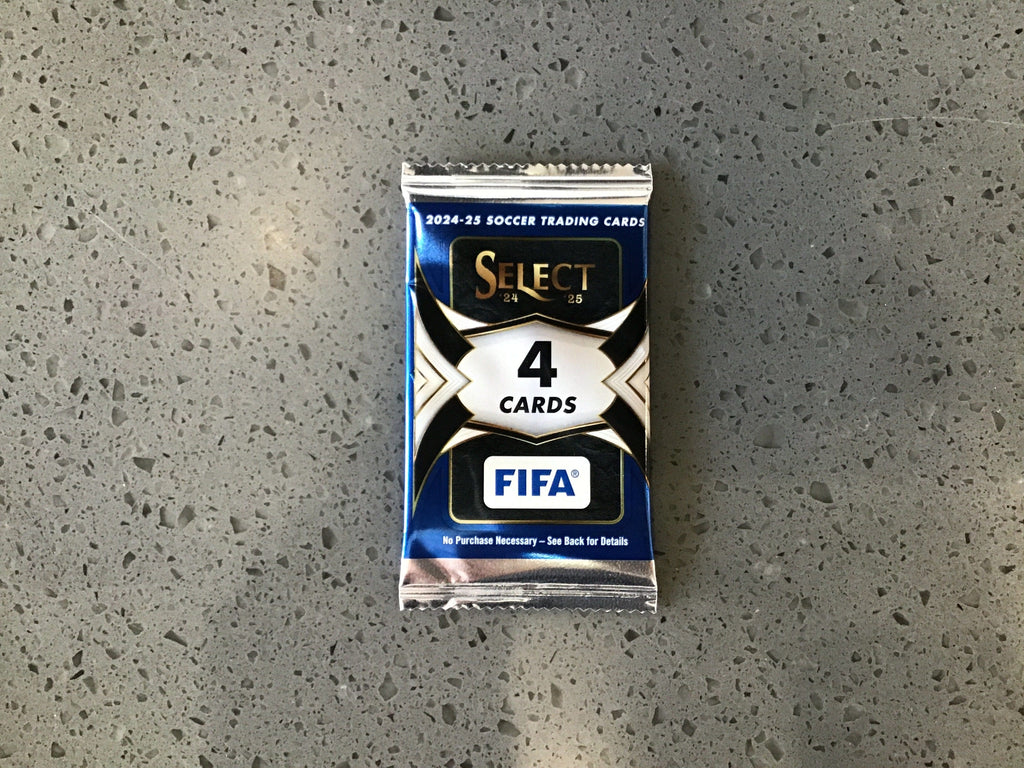 2024-25 SOCCER TRADING CARDS
SELECT
'24 '25
4
CARDS
FIFA®
No Purchase Necessary – See Back for Details